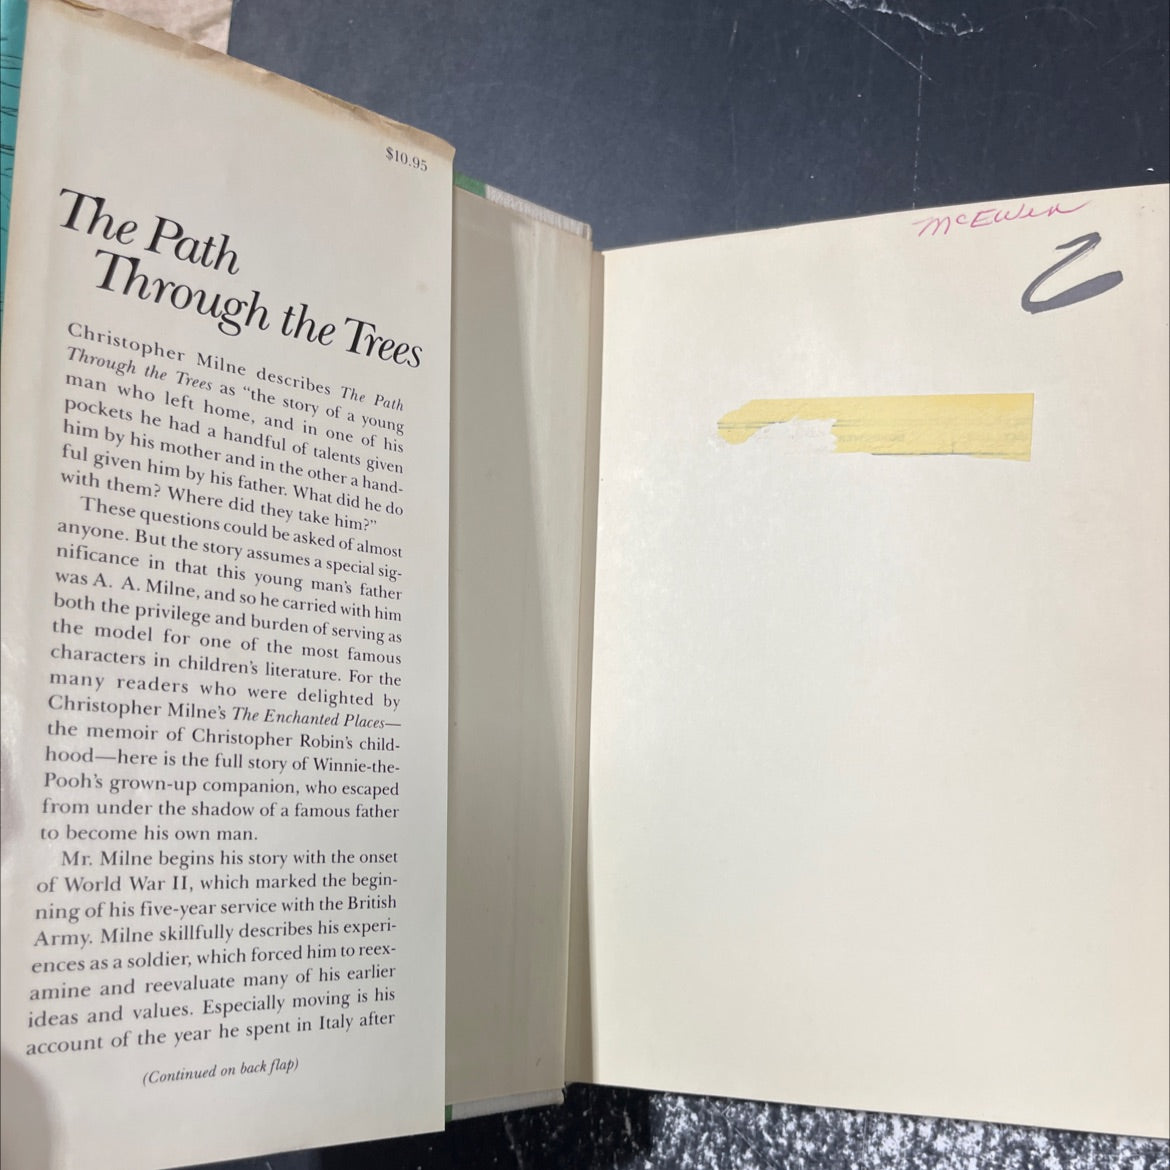 $10.95
The Path
Through the Trees
Christopher Milne describes The Path
Through the Trees as “the story of a young
man who left home, and in one of his
pockets he had a handful of talents given
him by his mother and in the other a hand-
ful given him by his father. What did he do
with them? Where did they take him?”
These questions could be asked of almost
anyone. But the story assumes a special sig-
nificance in that this young man’s father
was A. A. Milne, and so he carried with him
both the privilege and burden of serving as
the model for one of the most famous
characters in children’s literature. For the
many readers who were delighted by
Christopher Milne’s The Enchanted Places—
the memoir of Christopher Robin’s child-
hood—here is the full story of Winnie-the-
Pooh’s grown-up companion, who escaped
from under the shadow of a famous father
to become his own man.
Mr. Milne begins his story with the onset
of World War II, which marked the begin-
ning of his five-year service with the British
Army. Milne skillfully describes his experi-
ences as a soldier, which forced him to reex-
amine and reevaluate many of his earlier
ideas and values. Especially moving is his
account of the year he spent in Italy after
(Continued on back flap)
McEwen
2